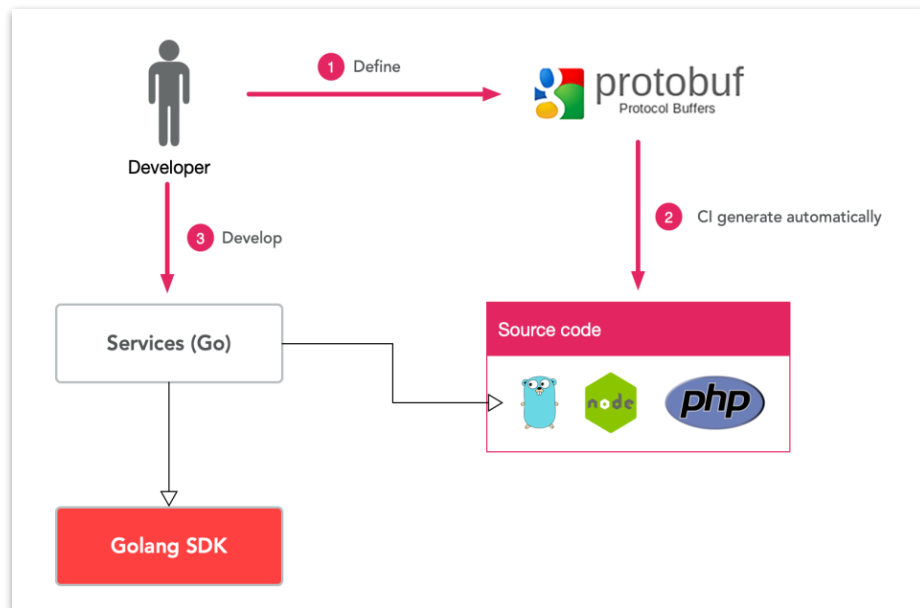 1 Define
protobuf
Protocol Buffers
Developer
2 CI generate automatically
3 Develop
Source code
Services (Go)
node
php
Golang SDK